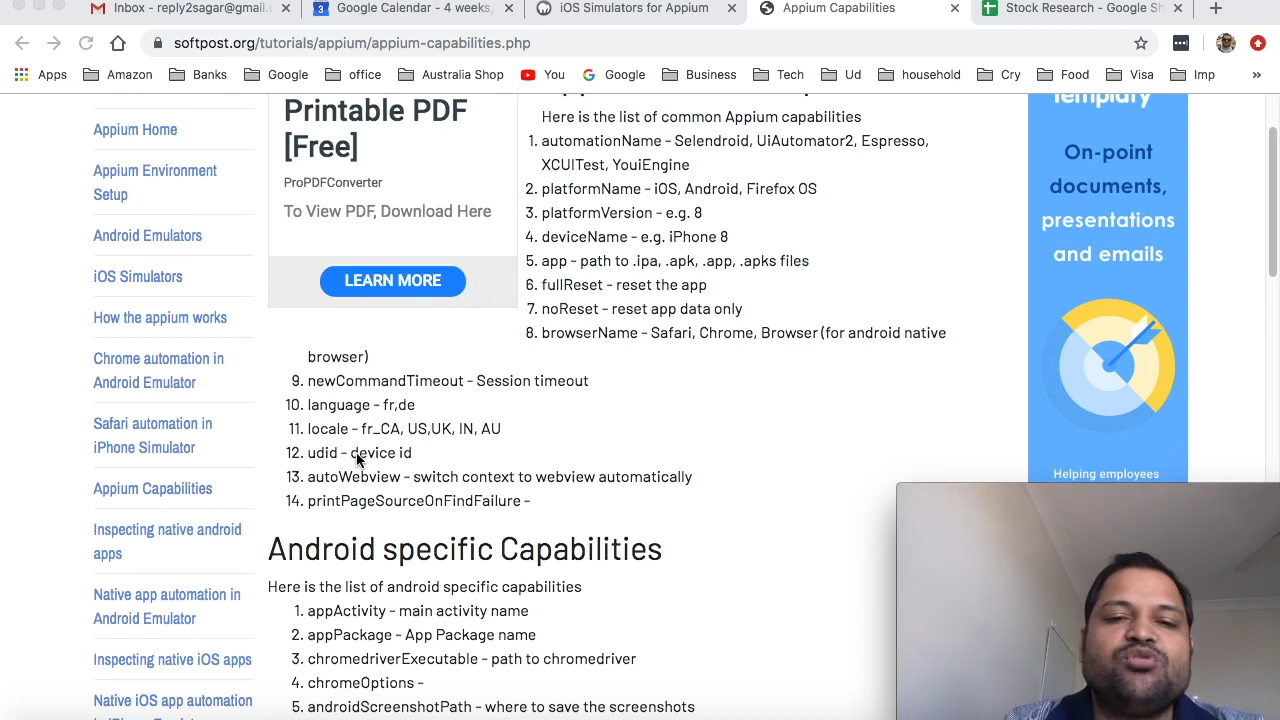 Inbox - reply2sagar@gmail.
Google Calendar - 4 weeks,
iOS Simulators for Appium
Appium Capabilities
Stock Research - Google Sh
softpost.org/tutorials/appium/appium-capabilities.php
Apps
Amazon
Banks
Google
office
Australia Shop
You
Google
Business
Tech
Ud
household
Cry
Food
Visa
Imp
»
Appium Home
Appium Environment
Setup
Android Emulators
iOS Simulators
How the appium works
Chrome automation in
Android Emulator
Safari automation in
iPhone Simulator
Appium Capabilities
Inspecting native android
apps
Native app automation in
Android Emulator
Inspecting native iOS apps
Native iOS app automation
Printable PDF
[Free]
ProPDFConverter
To View PDF, Download Here
LEARN MORE
Here is the list of common Appium capabilities
1. automationName - Selendroid, UiAutomator2, Espresso,
XCUITest, YouiEngine
2. platformName - iOS, Android, Firefox OS
3. platformVersion - e.g. 8
4. deviceName - e.g. iPhone 8
5. app - path to .ipa, .apk, .app, .apks files
6. fullReset - reset the app
7. noReset - reset app data only
8. browserName - Safari, Chrome, Browser (for android native
browser)
9. newCommandTimeout - Session timeout
10. language - fr,de
11. locale - fr_CA, US,UK, IN, AU
12. udid - device id
13. autoWebview - switch context to webview automatically
14. printPageSourceOnFindFailure -
Android specific Capabilities
Here is the list of android specific capabilities
1. appActivity - main activity name
2. appPackage - App Package name
3. chromedriverExecutable - path to chromedriver
4. chromeOptions -
5. androidScreenshotPath - where to save the screenshots
On-point
documents,
presentations
and emails
Helping employees